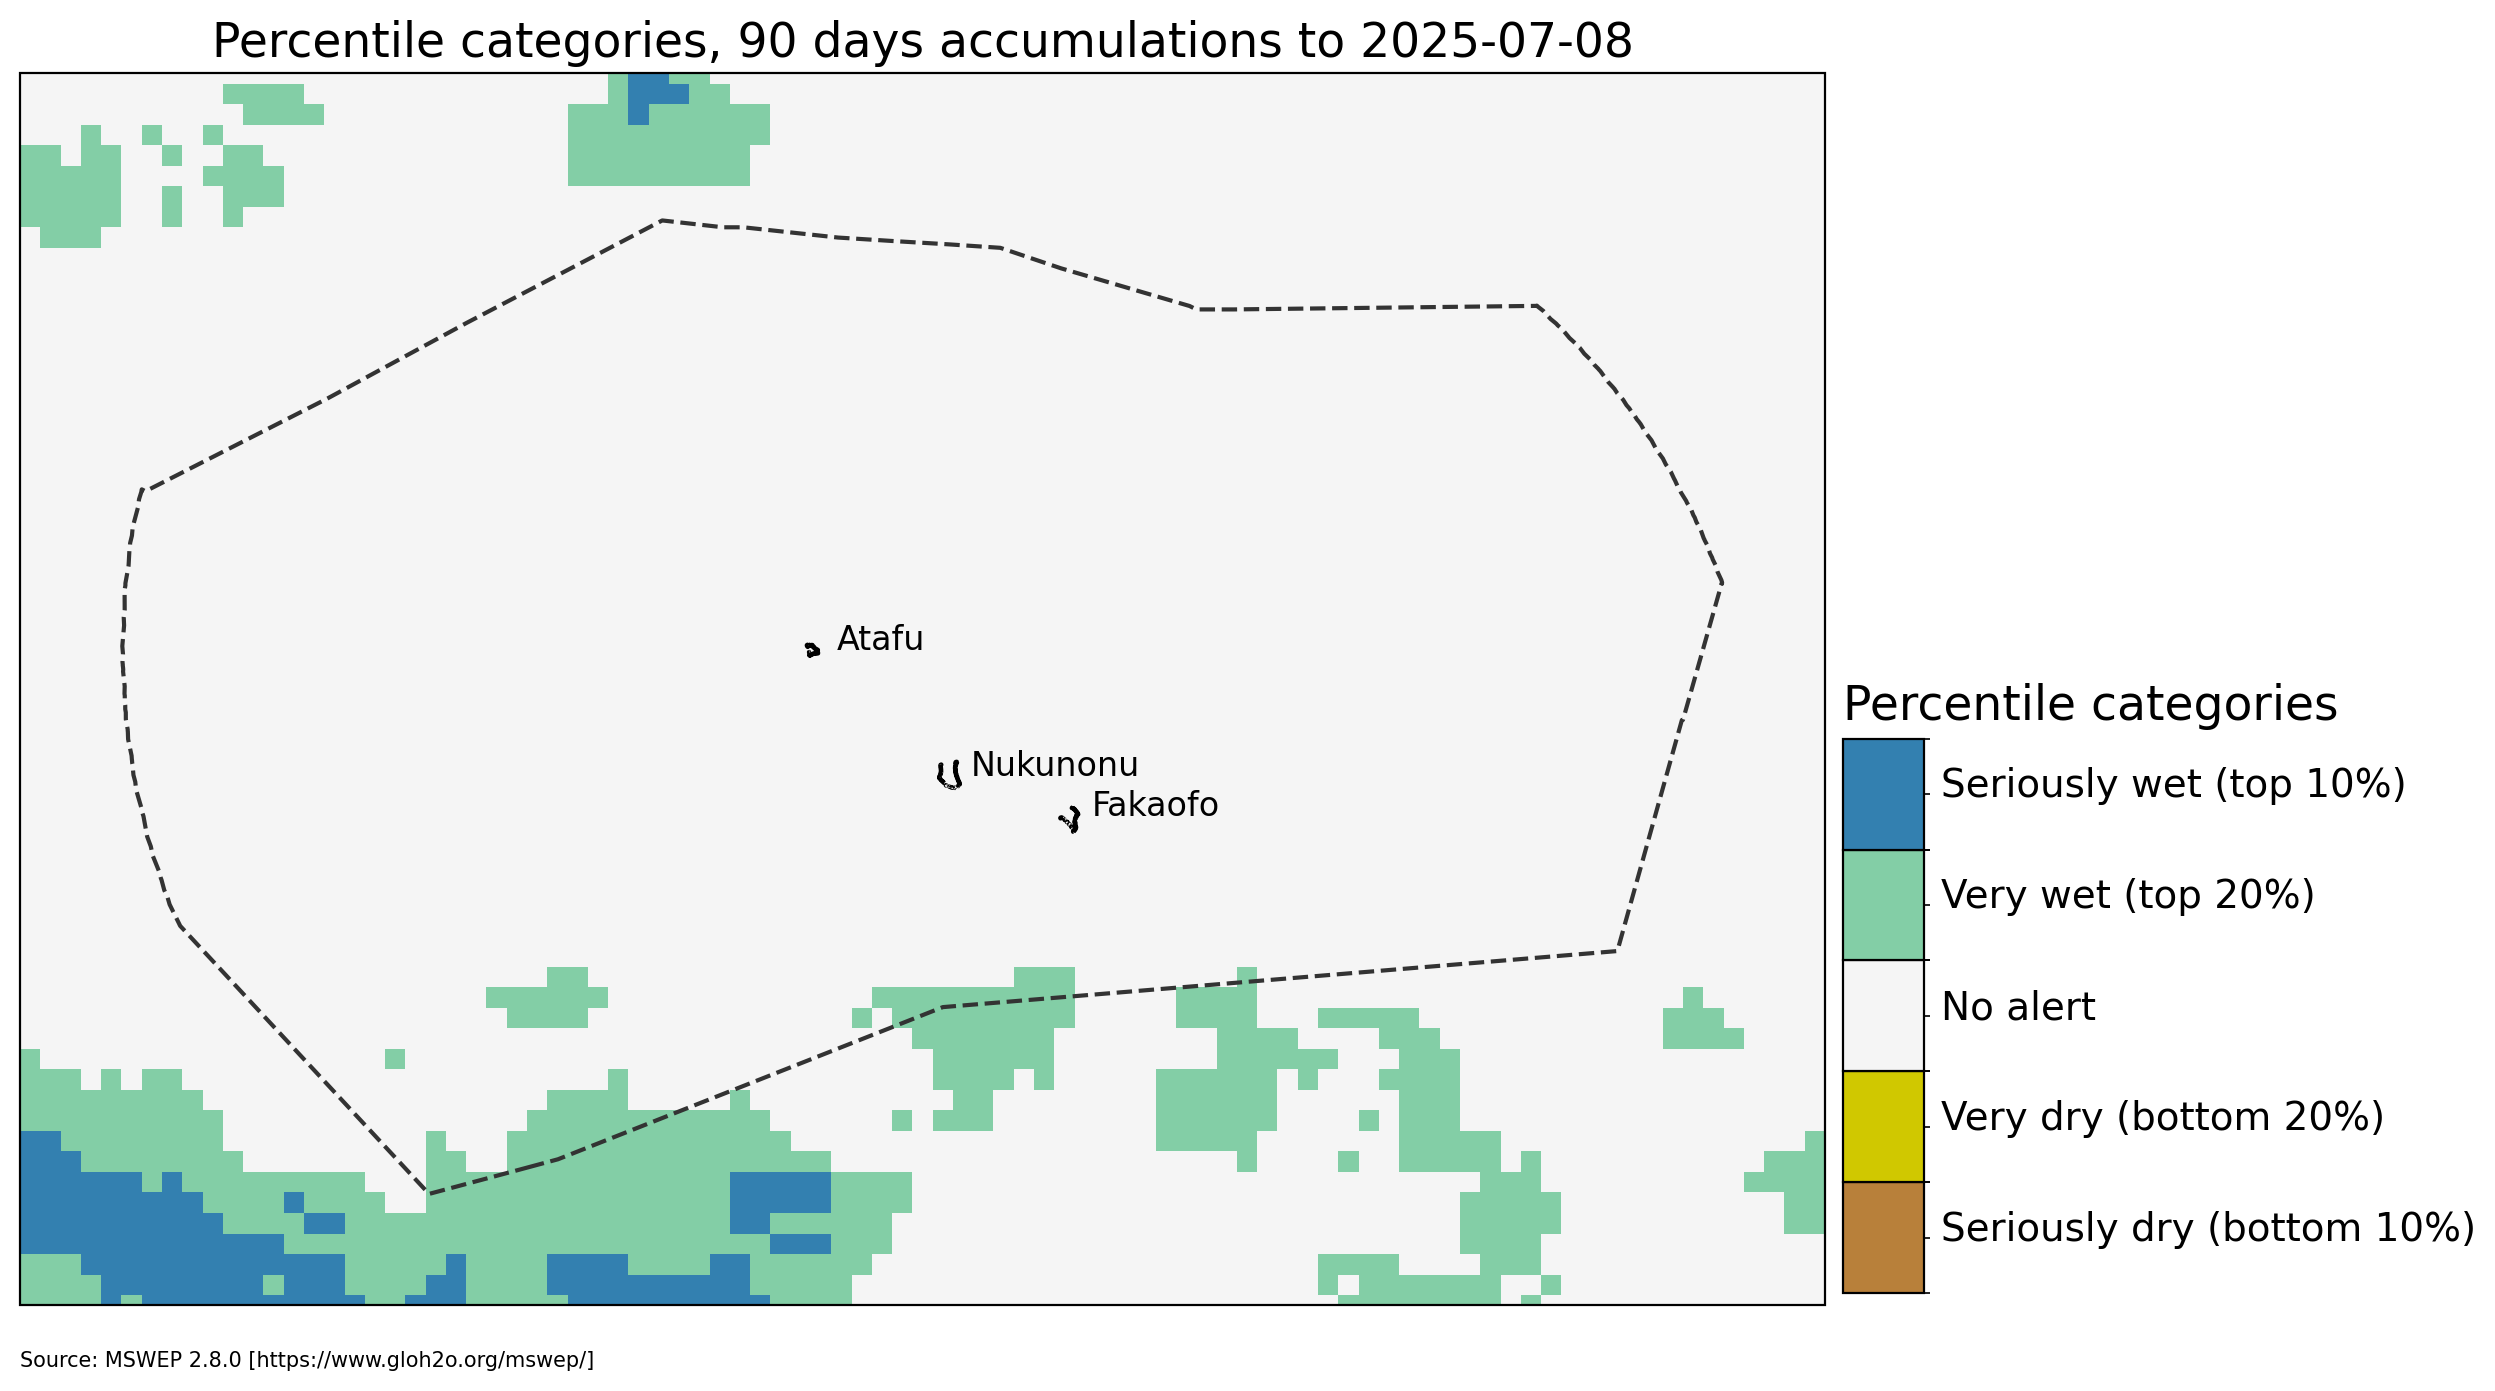 Percentile categories, 90 days accumulations to 2025-07-08
Atafu
Nukunonu
Fakaofo
Percentile categories
Seriously wet (top 10%)
Very wet (top 20%)
No alert
Very dry (bottom 20%)
Seriously dry (bottom 10%)
Source: MSWEP 2.8.0 [https://www.gloh2o.org/mswep/]